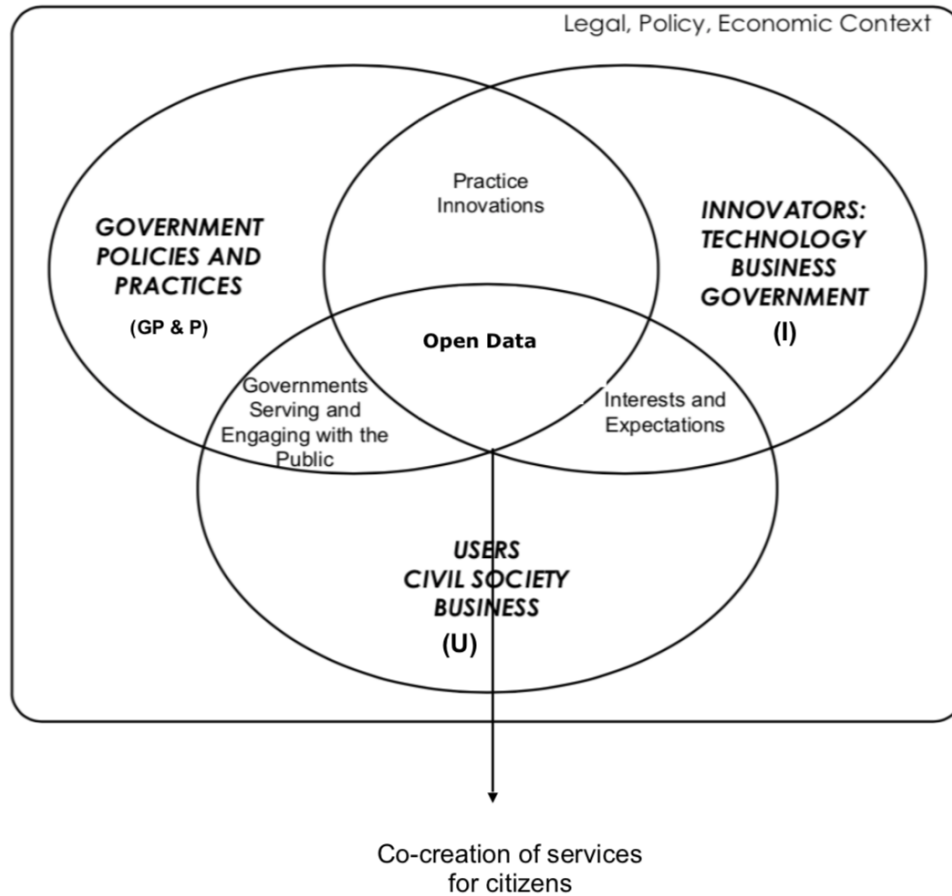 Legal, Policy, Economic Context
Practice
Innovations
GOVERNMENT
POLICIES AND
PRACTICES
(GP & P)
INNOVATORS:
TECHNOLOGY
BUSINESS
GOVERNMENT
(I)
Open Data
Governments
Serving and
Engaging with the
Public
Interests and
Expectations
USERS
CIVIL SOCIETY
BUSINESS
(U)
Co-creation of services
for citizens